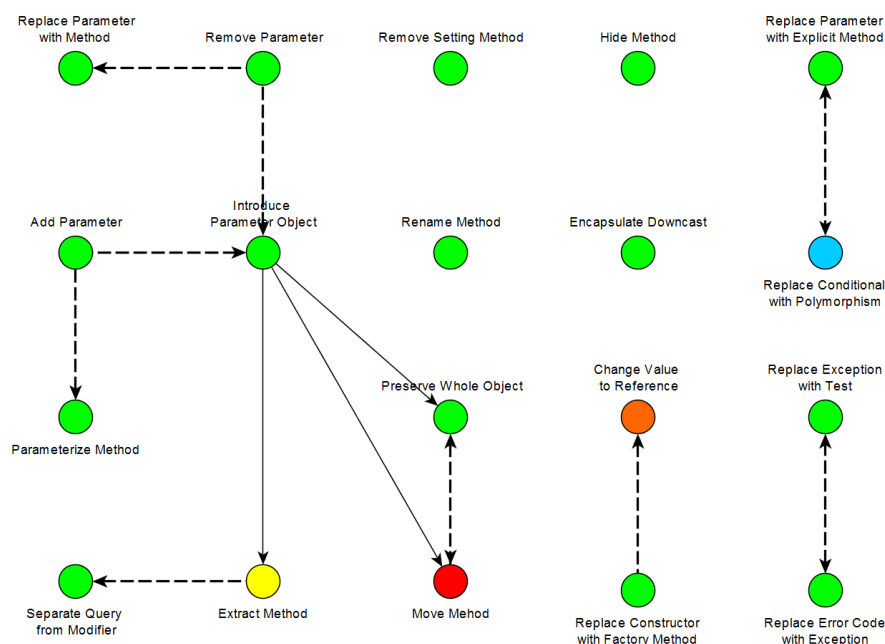 Replace Parameter
with Method
Remove Parameter
Remove Setting Method
Hide Method
Replace Parameter
with Explicit Method
Add Parameter
Introduce
Parameter Object
Rename Method
Encapsulate Downcast
Replace Conditional
with Polymorphism
Preserve Whole Object
Change Value
to Reference
Replace Exception
with Test
Parameterize Method
Separate Query
from Modifier
Extract Method
Move Mehod
Replace Constructor
with Factory Method
Replace Error Code
with Exception